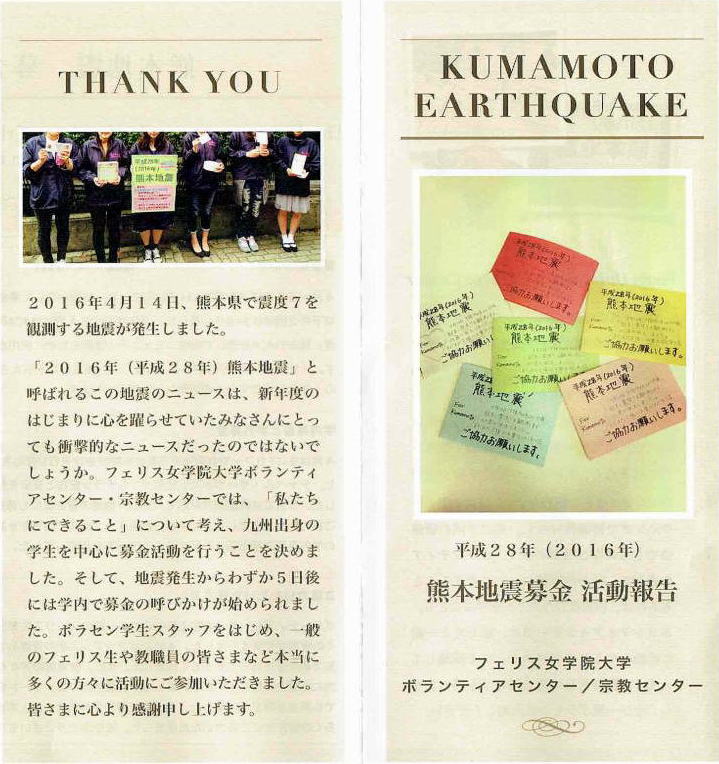 THANK YOU
平成28年
(2016年)
熊本地震
2016年4月14日、熊本県で震度7を
観測する地震が発生しました。
「2016年(平成28年)熊本地震」と
呼ばれるこの地震のニュースは、新年度の
はじまりに心を躍らせていたみなさんにとっ
ても衝撃的なニュースだったのではないで
しょうか。フェリス女学院大学ボランティ
アセンター・宗教センターでは、「私たち
にできること」について考え、九州出身の
学生を中心に募金活動を行うことを決めま
した。そして、地震発生からわずか5日後
には学内で募金の呼びかけが始められまし
た。ボラセン学生スタッフをはじめ、一般
のフェリス生や教職員の皆さまなど本当に
多くの方々に活動にご参加いただきました。
皆さまに心より感謝申し上げます。
KUMAMOTO
EARTHQUAKE
平成28年(2016年)
熊本地震
ご協力お願いします。
平成28年(2016年)
熊本地震
ご協力お願いします。
平成28年(2016年)
熊本地震
ご協力お願いします。
平成28年(2016年)
熊本地震
ご協力お願いします。
平成28
熊本地震
For
Kumamoto
ご協力お願いします。
平成28年(2016年)
熊本地震
For
Kumamoto
ご協力お願いします。
平成28年(2016年)
熊本地震募金 活動報告
フェリス女学院大学
ボランティアセンター/宗教センター